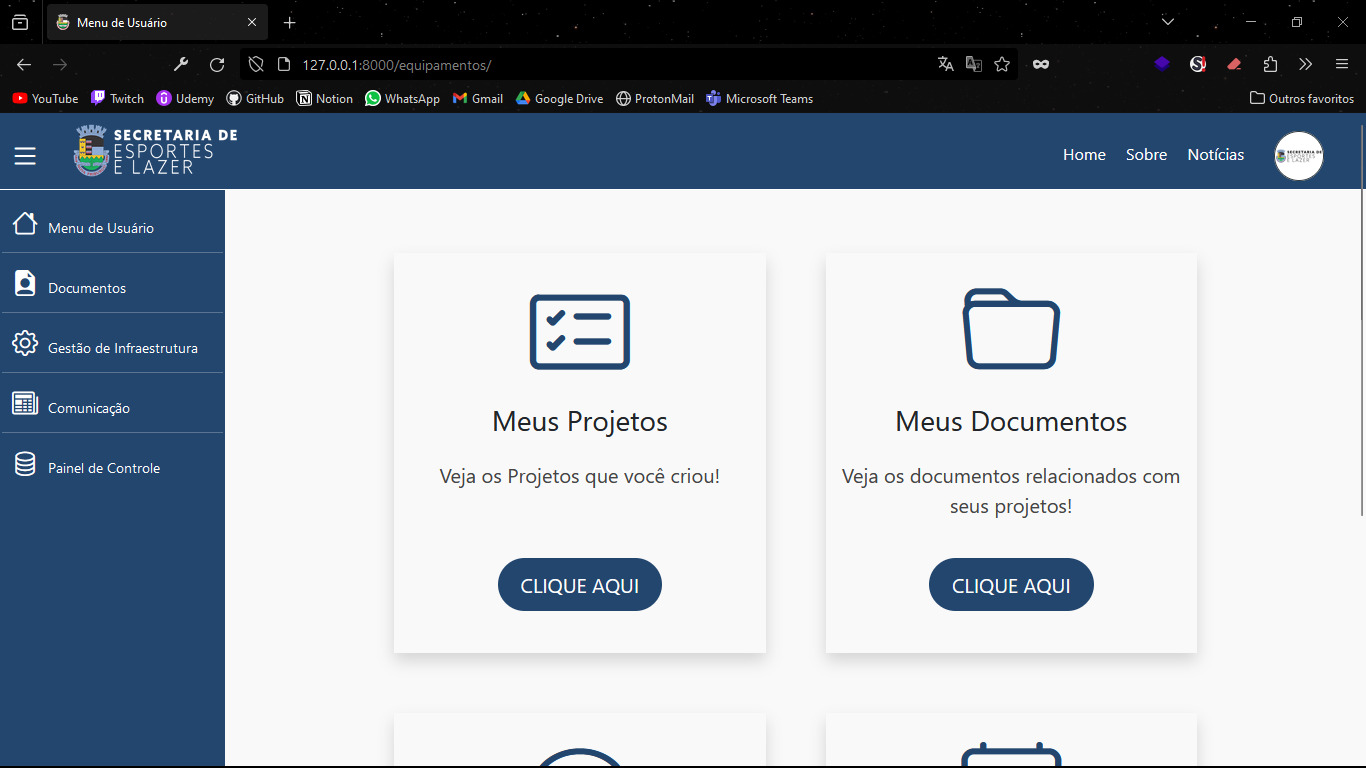 Menu de Usuário
127.0.0.1:8000/equipamentos/
YouTube Twitch Udemy GitHub Notion WhatsApp Gmail Google Drive ProtonMail Microsoft Teams Outros favoritos
SECRETARIA DE
ESPORTES
E LAZER
Home Sobre Notícias
Menu de Usuário
Documentos
Gestão de Infraestrutura
Comunicação
Painel de Controle
Meus Projetos
Veja os Projetos que você criou!
CLIQUE AQUI
Meus Documentos
Veja os documentos relacionados com
seus projetos!
CLIQUE AQUI